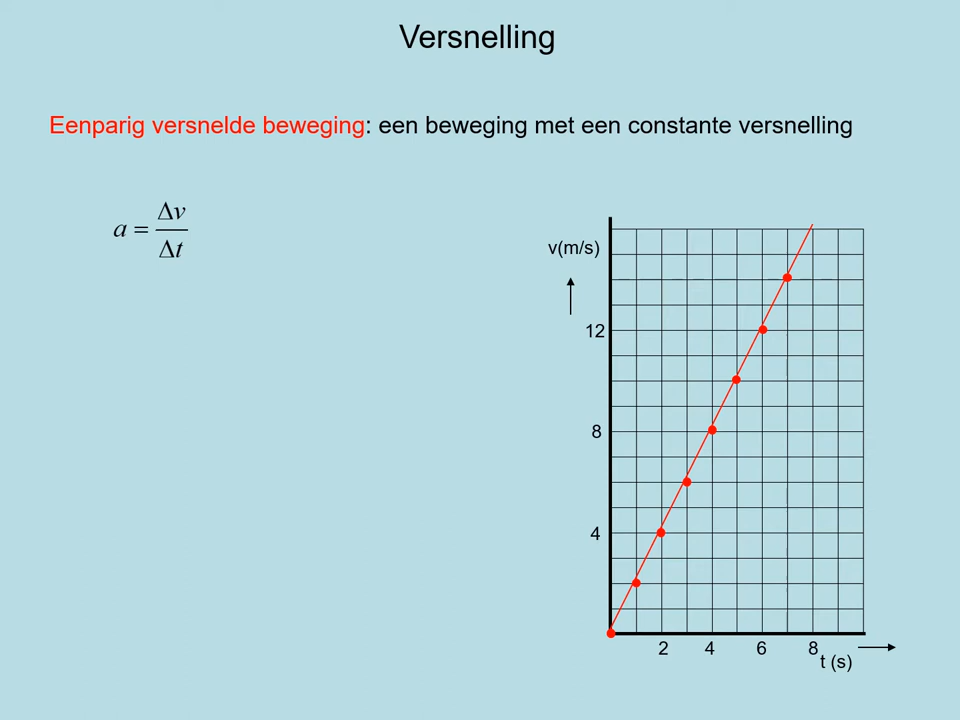 Versnelling
Eenparig versnelde beweging: een beweging met een constante versnelling
a = Δv / Δt
v(m/s)
12
8
4
2 4 6 8
t (s)